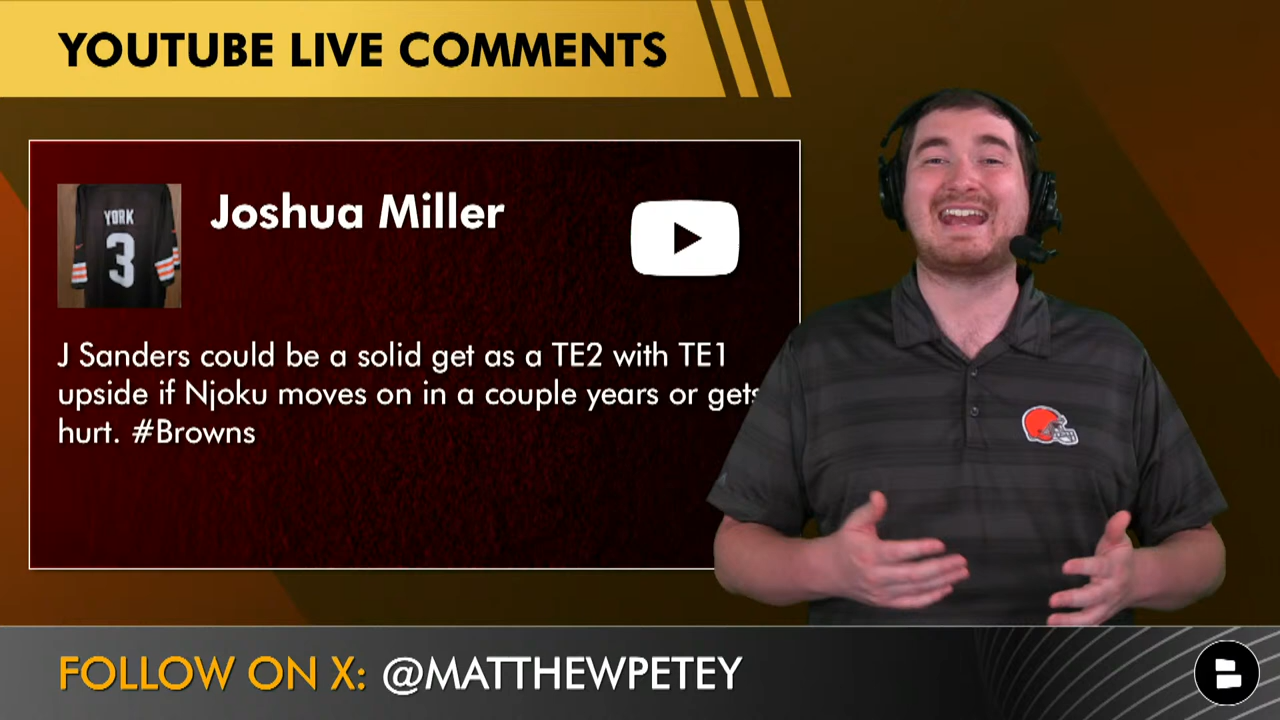 YOUTUBE LIVE COMMENTS
YORK
3
Joshua Miller
J Sanders could be a solid get as a TE2 with TE1
upside if Njoku moves on in a couple years or gets
hurt. #Browns
FOLLOW ON X: @MATTHEWPETEY